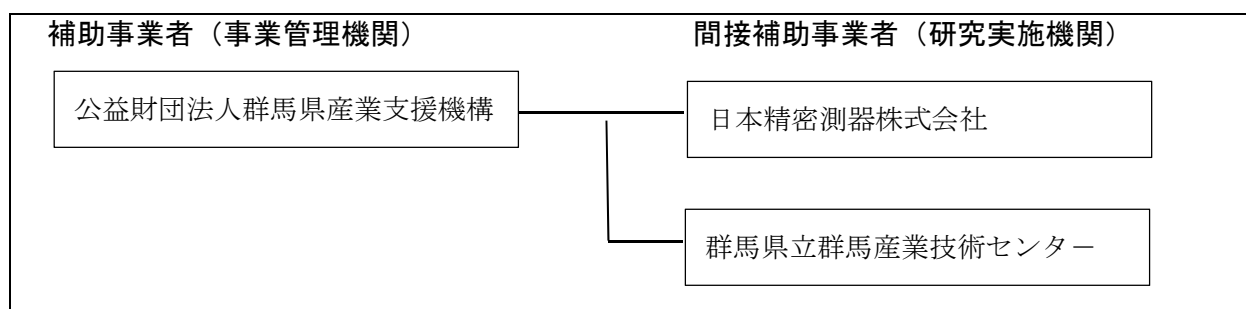 補助事業者（事業管理機関）
間接補助事業者（研究実施機関）
公益財団法人群馬県産業支援機構
日本精密測器株式会社
群馬県立群馬産業技術センター